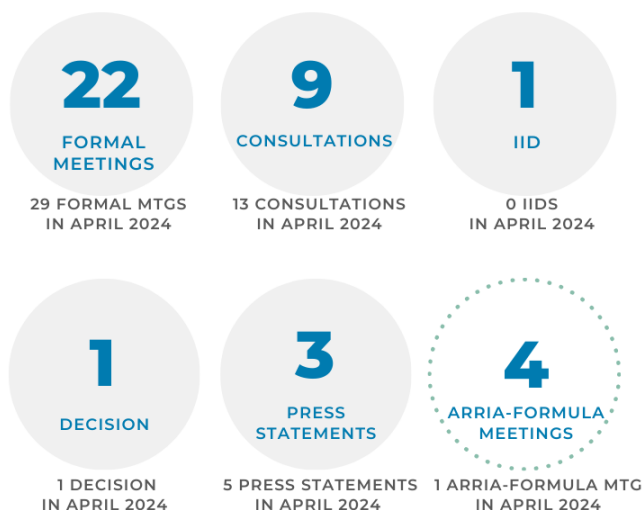 22
FORMAL
MEETINGS
29 FORMAL MTGS
IN APRIL 2024
9
CONSULTATIONS
13 CONSULTATIONS
IN APRIL 2024
1
IID
0 IIDS
IN APRIL 2024
1
DECISION
1 DECISION
IN APRIL 2024
3
PRESS
STATEMENTS
5 PRESS STATEMENTS
IN APRIL 2024
4
ARRIA-FORMULA
MEETINGS
1 ARRIA-FORMULA MTG
IN APRIL 2024